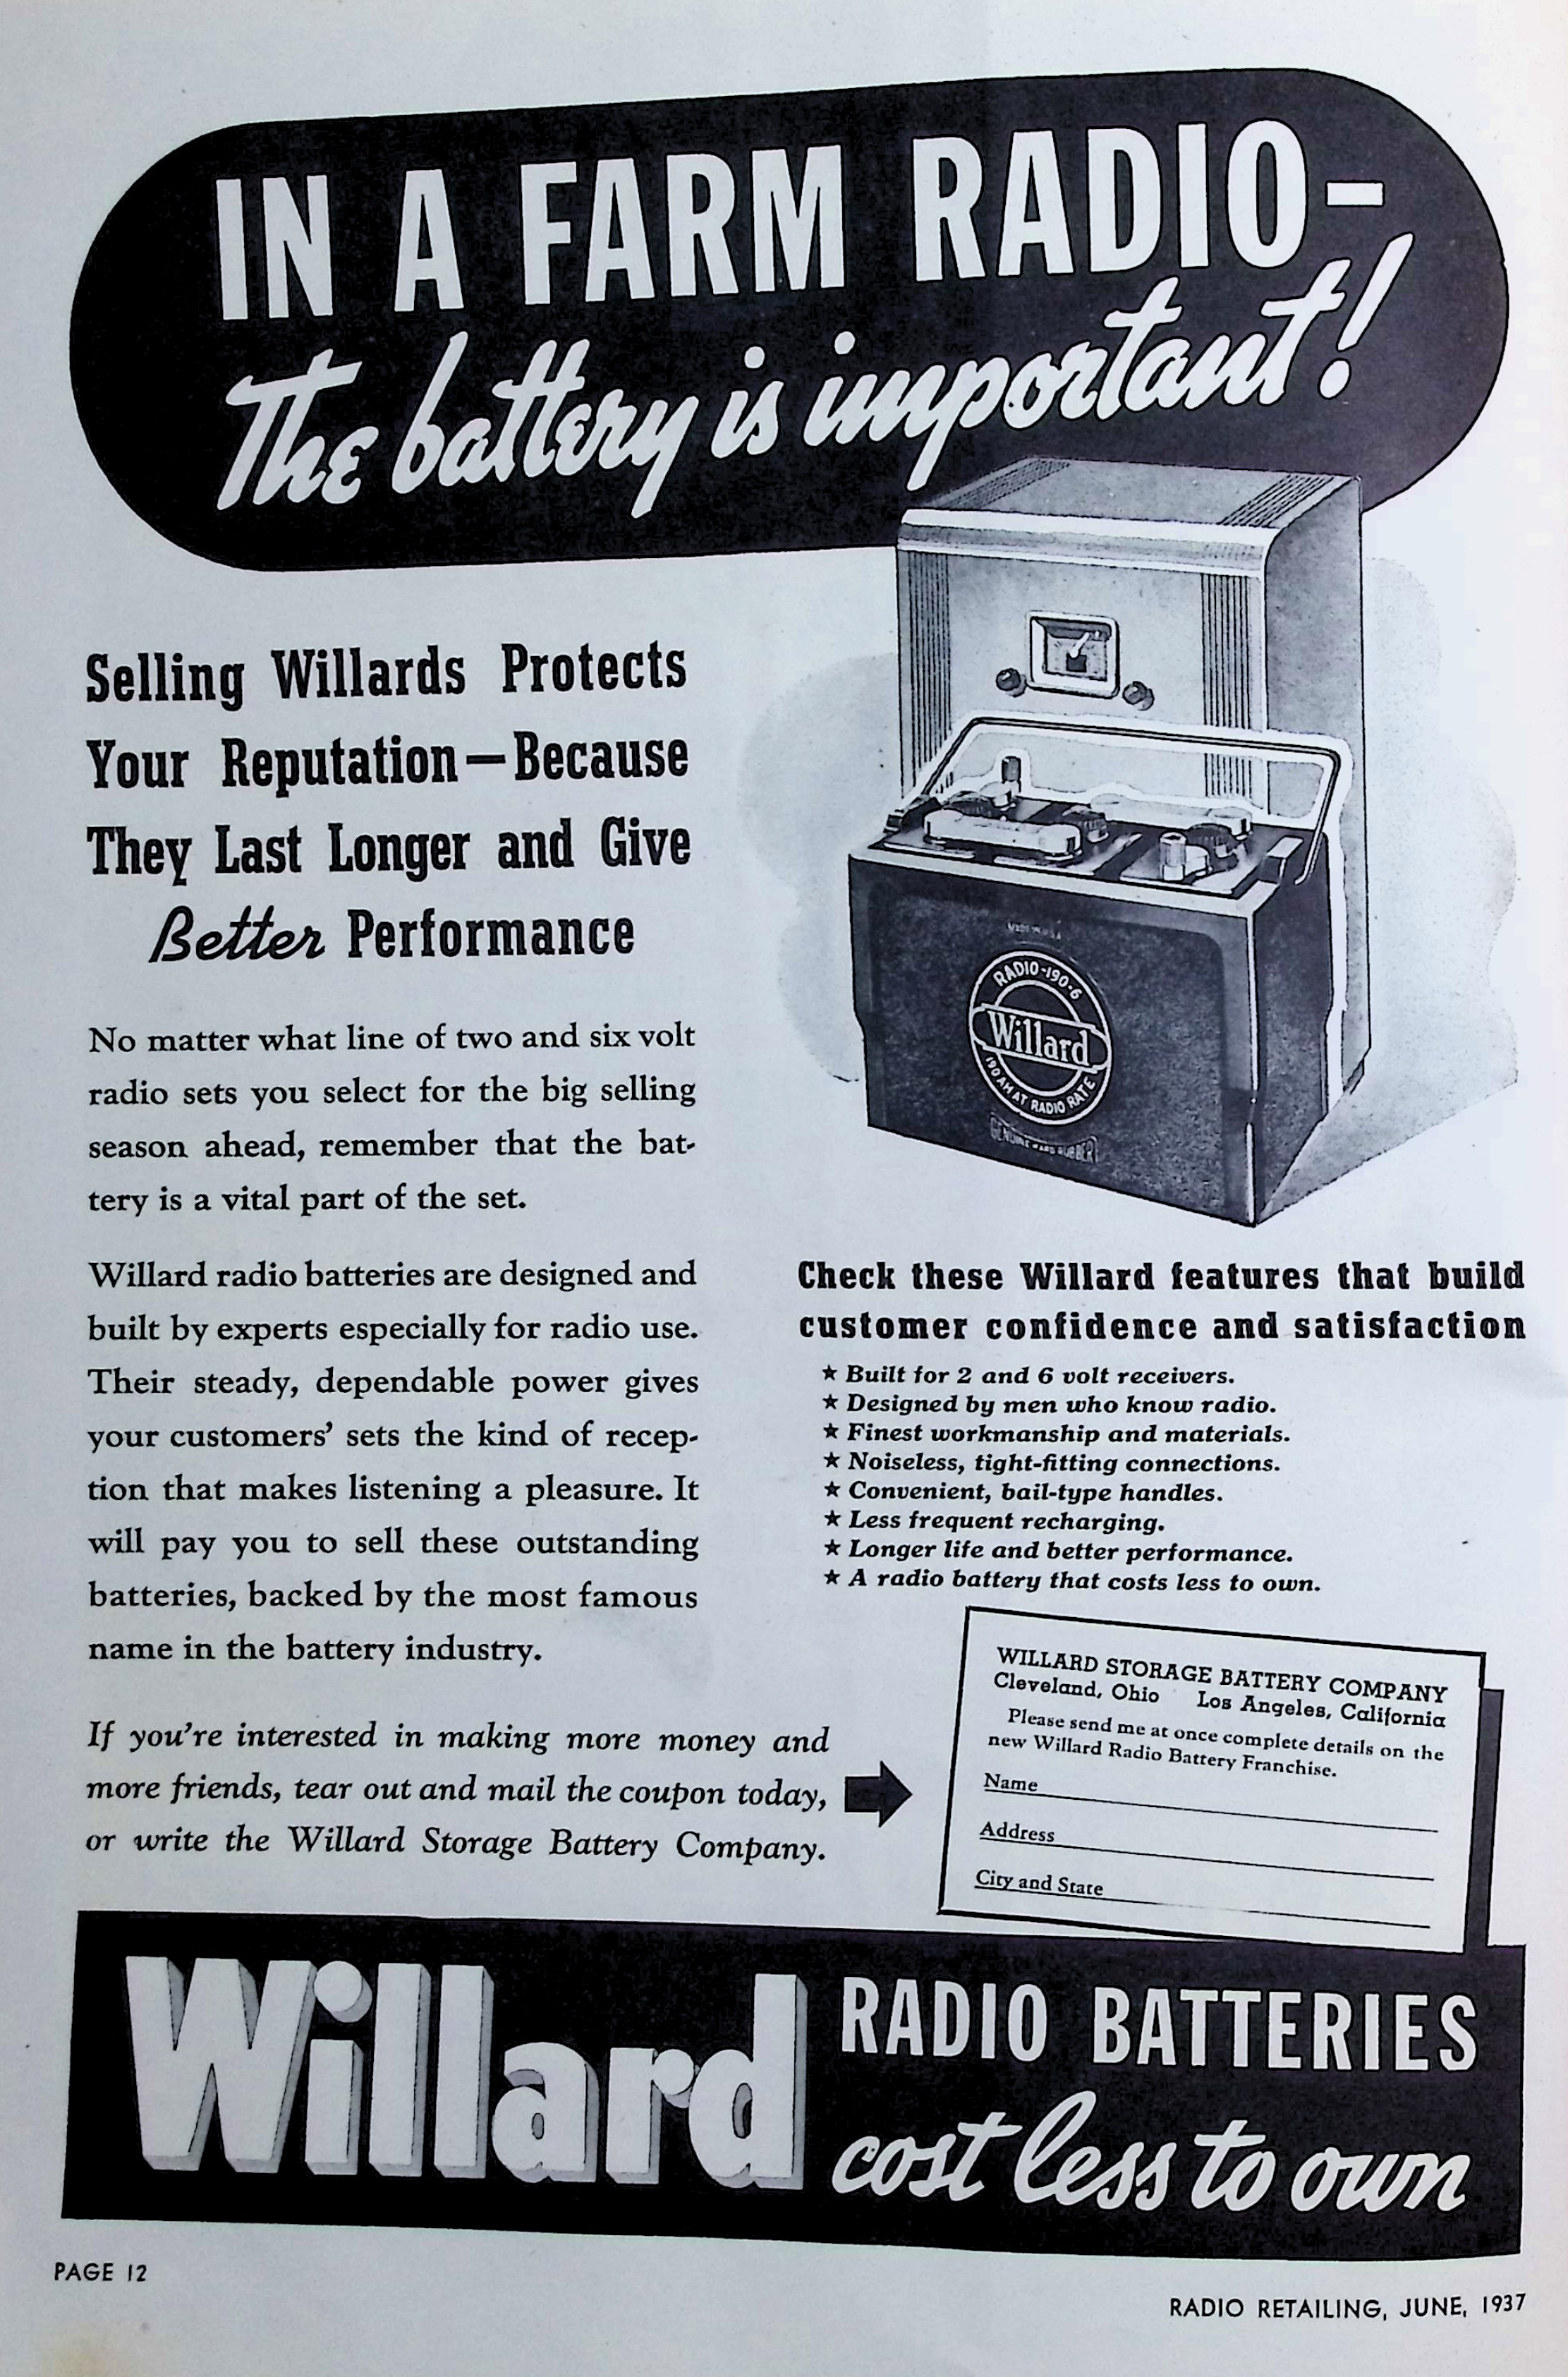 IN A FARM RADIO-
The battery is important!
Selling Willards Protects
Your Reputation—Because
They Last Longer and Give
Better Performance
No matter what line of two and six volt
radio sets you select for the big selling
season ahead, remember that the bat-
tery is a vital part of the set.
Willard radio batteries are designed and
built by experts especially for radio use.
Their steady, dependable power gives
your customers' sets the kind of recep-
tion that makes listening a pleasure. It
will pay you to sell these outstanding
batteries, backed by the most famous
name in the battery industry.
If you're interested in making more money and
more friends, tear out and mail the coupon today,
or write the Willard Storage Battery Company.
MADE IN U.S.A.
RADIO-190-6
Willard
190 AH AT RADIO RATE
GENUINE HARD RUBBER
Check these Willard features that build
customer confidence and satisfaction
★ Built for 2 and 6 volt receivers.
★ Designed by men who know radio.
★ Finest workmanship and materials.
★ Noiseless, tight-fitting connections.
★ Convenient, bail-type handles.
★ Less frequent recharging.
★ Longer life and better performance.
★ A radio battery that costs less to own.
WILLARD STORAGE BATTERY COMPANY
Cleveland, Ohio Los Angeles, California
Please send me at once complete details on the
new Willard Radio Battery Franchise.
Name
Address
City and State
Willard
RADIO BATTERIES
cost less to own
PAGE 12
RADIO RETAILING, JUNE, 1937